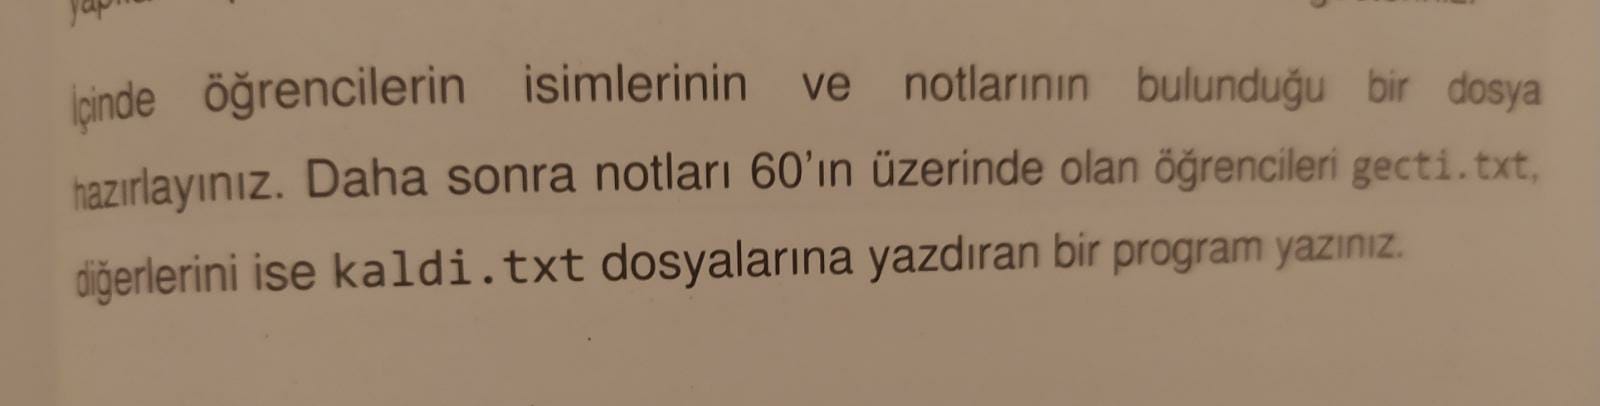 İçinde öğrencilerin isimlerinin ve notlarının bulunduğu bir dosya
hazırlayınız. Daha sonra notları 60'ın üzerinde olan öğrencileri gecti.txt,
diğerlerini ise kaldi.txt dosyalarına yazdıran bir program yazınız.